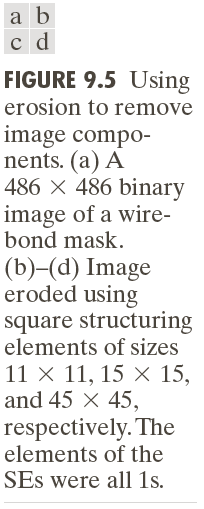 a b
c d
FIGURE 9.5 Using
erosion to remove
image compo-
nents. (a) A
486 × 486 binary
image of a wire-
bond mask.
(b)–(d) Image
eroded using
square structuring
elements of sizes
11 × 11, 15 × 15,
and 45 × 45,
respectively. The
elements of the
SEs were all 1s.